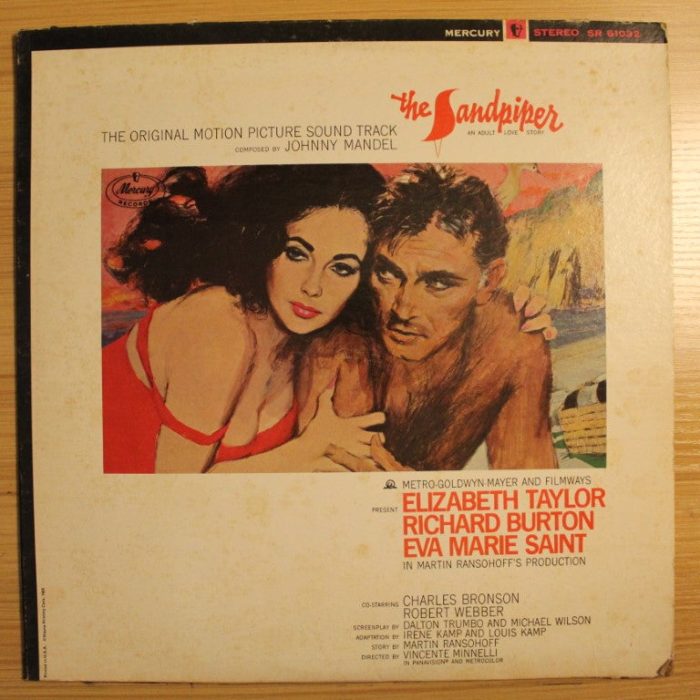 MERCURY STEREO SR 61032
the Sandpiper
AN ADULT LOVE STORY
THE ORIGINAL MOTION PICTURE SOUND TRACK
COMPOSED BY JOHNNY MANDEL
Mercury
RECORDS
METRO-GOLDWYN-MAYER AND FILMWAYS
PRESENT ELIZABETH TAYLOR
RICHARD BURTON
EVA MARIE SAINT
IN MARTIN RANSOHOFF'S PRODUCTION
CO-STARRING CHARLES BRONSON
ROBERT WEBBER
SCREENPLAY BY DALTON TRUMBO AND MICHAEL WILSON
ADAPTATION BY IRENE KAMP AND LOUIS KAMP
STORY BY MARTIN RANSOHOFF
DIRECTED BY VINCENTE MINNELLI
IN PANAVISION® AND METROCOLOR
Printed in U.S.A.